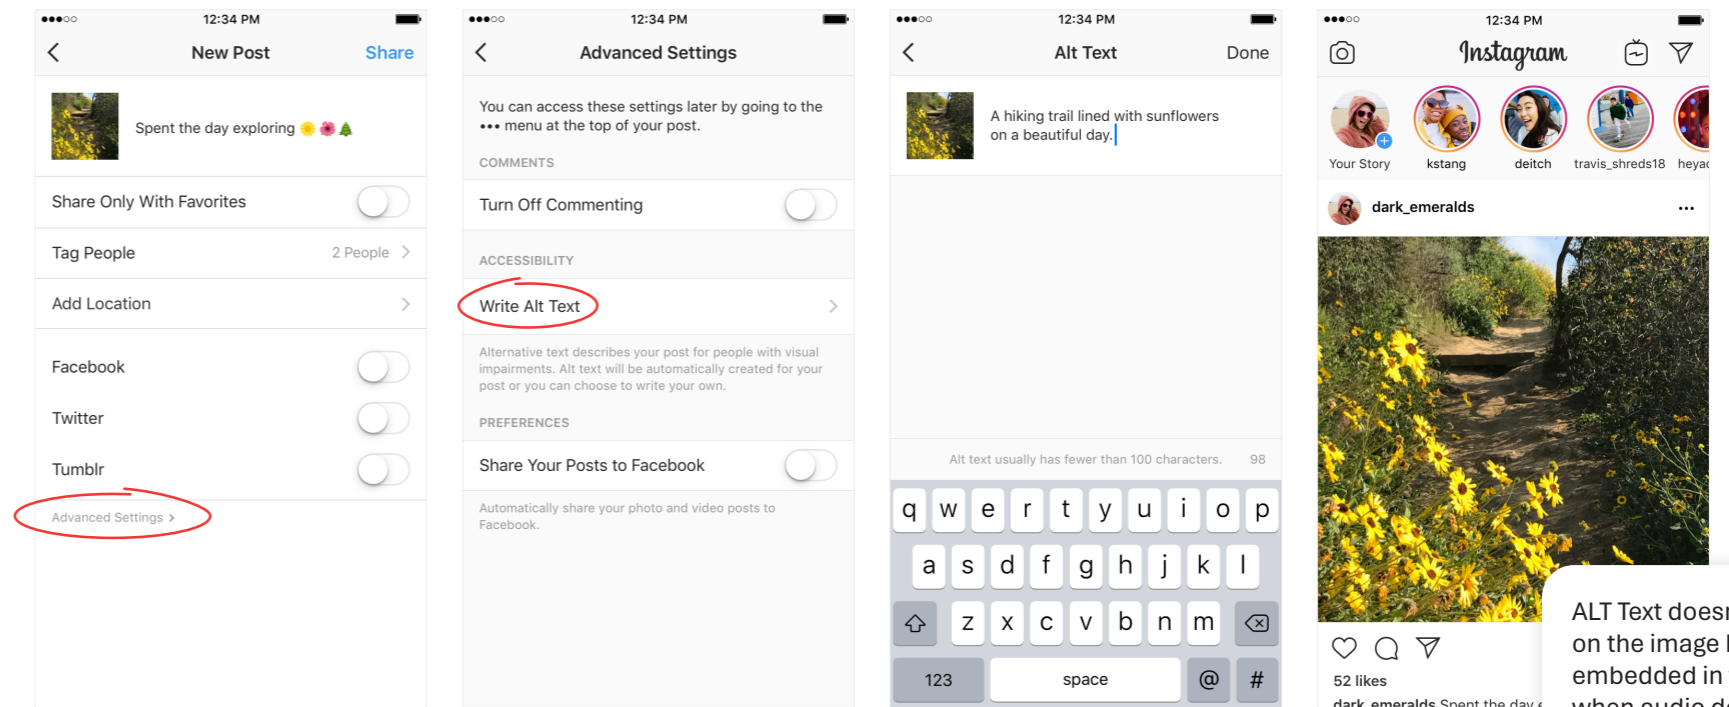 12:34 PM
New Post
Share
Spent the day exploring
Share Only With Favorites
Tag People
2 People
Add Location
Facebook
Twitter
Tumblr
Advanced Settings
12:34 PM
Advanced Settings
You can access these settings later by going to the
••• menu at the top of your post.
COMMENTS
Turn Off Commenting
ACCESSIBILITY
Write Alt Text
Alternative text describes your post for people with visual
impairments. Alt text will be automatically created for your
post or you can choose to write your own.
PREFERENCES
Share Your Posts to Facebook
Automatically share your photo and video posts to
Facebook.
12:34 PM
Alt Text
Done
A hiking trail lined with sunflowers
on a beautiful day.
Alt text usually has fewer than 100 characters. 98
q w e r t y u i o p
a s d f g h j k l
z x c v b n m
123 space @ #
12:34 PM
Instagram
Your Story kstang deitch travis_shreds18
dark_emeralds
52 likes
dark_emeralds Spent the day
ALT Text
on the image
embedded in
when audio